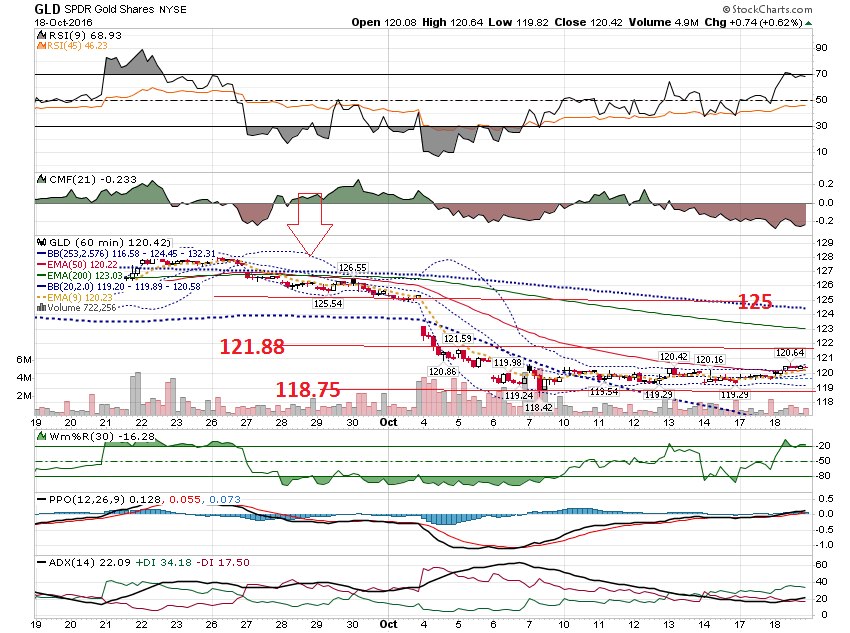 GLD SPDR Gold Shares NYSE
© StockCharts.com
18-Oct-2016
Open 120.08 High 120.64 Low 119.82 Close 120.42 Volume 4.9M Chg +0.74 (+0.62%)
RSI(9) 68.93
RSI(45) 46.23
90
70
50
30
10
CMF(21) -0.233
0.2
0.0
-0.2
GLD (60 min) 120.42
BB(253,2.576) 116.58 - 124.45 - 132.31
EMA(50) 120.22
EMA(200) 123.03
BB(20,2.0) 119.20 - 119.89 - 120.58
EMA(9) 120.23
Volume 722,256
129
128
127
126
125
124
123
122
121
120
119
118
6M
4M
2M
126.55
125.54
125
121.88
118.75
121.59
120.86
119.98
119.24
118.42
119.54
120.42
119.29
120.16
119.29
120.64
19 20 21 22 23 26 27 28 29 30 Oct 4 5 6 7 10 11 12 13 14 17 18
Wm%R(30) -16.28
-20
-50
-80
PPO(12,26,9) 0.128, 0.055, 0.073
0.5
0.0
-0.5
-1.0
ADX(14) 22.09 +DI 34.18 -DI 17.50
60
40
20
0
19 20 21 22 23 26 27 28 29 30 Oct 4 5 6 7 10 11 12 13 14 17 18